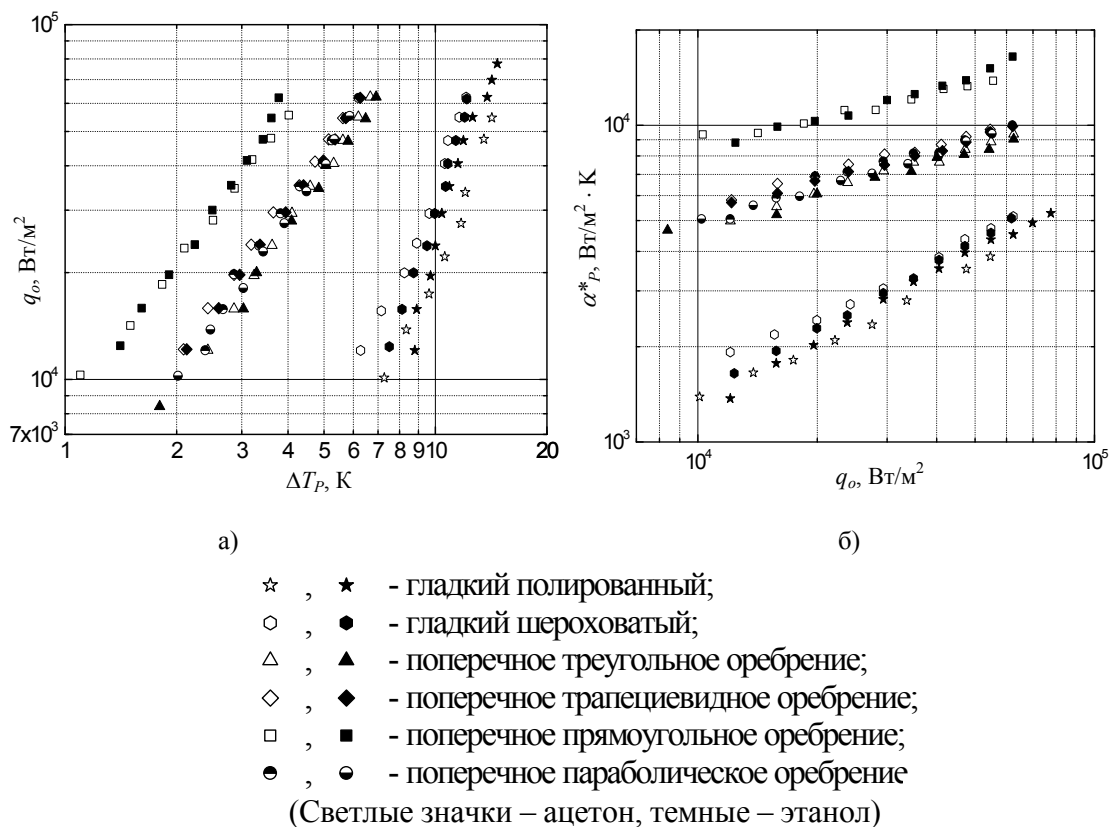 10⁵
q₀, Вт/м²
10⁴
7x10³
1 2 3 4 5 6 7 8 9 10 20
ΔT_P, К
а)
10⁴
α*_P, Вт/м² · К
10³
10⁴ 10⁵
qₒ, Вт/м²
б)
, - гладкий полированный;
, - гладкий шероховатый;
, - поперечное треугольное оребрение;
, - поперечное трапециевидное оребрение;
, - поперечное прямоугольное оребрение;
, - поперечное параболическое оребрение
(Светлые значки – ацетон, темные – этанол)